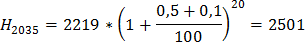 H₂₀₃₅ = 2219 * (1 + (0,5 + 0,1)/100)²⁰ = 2501